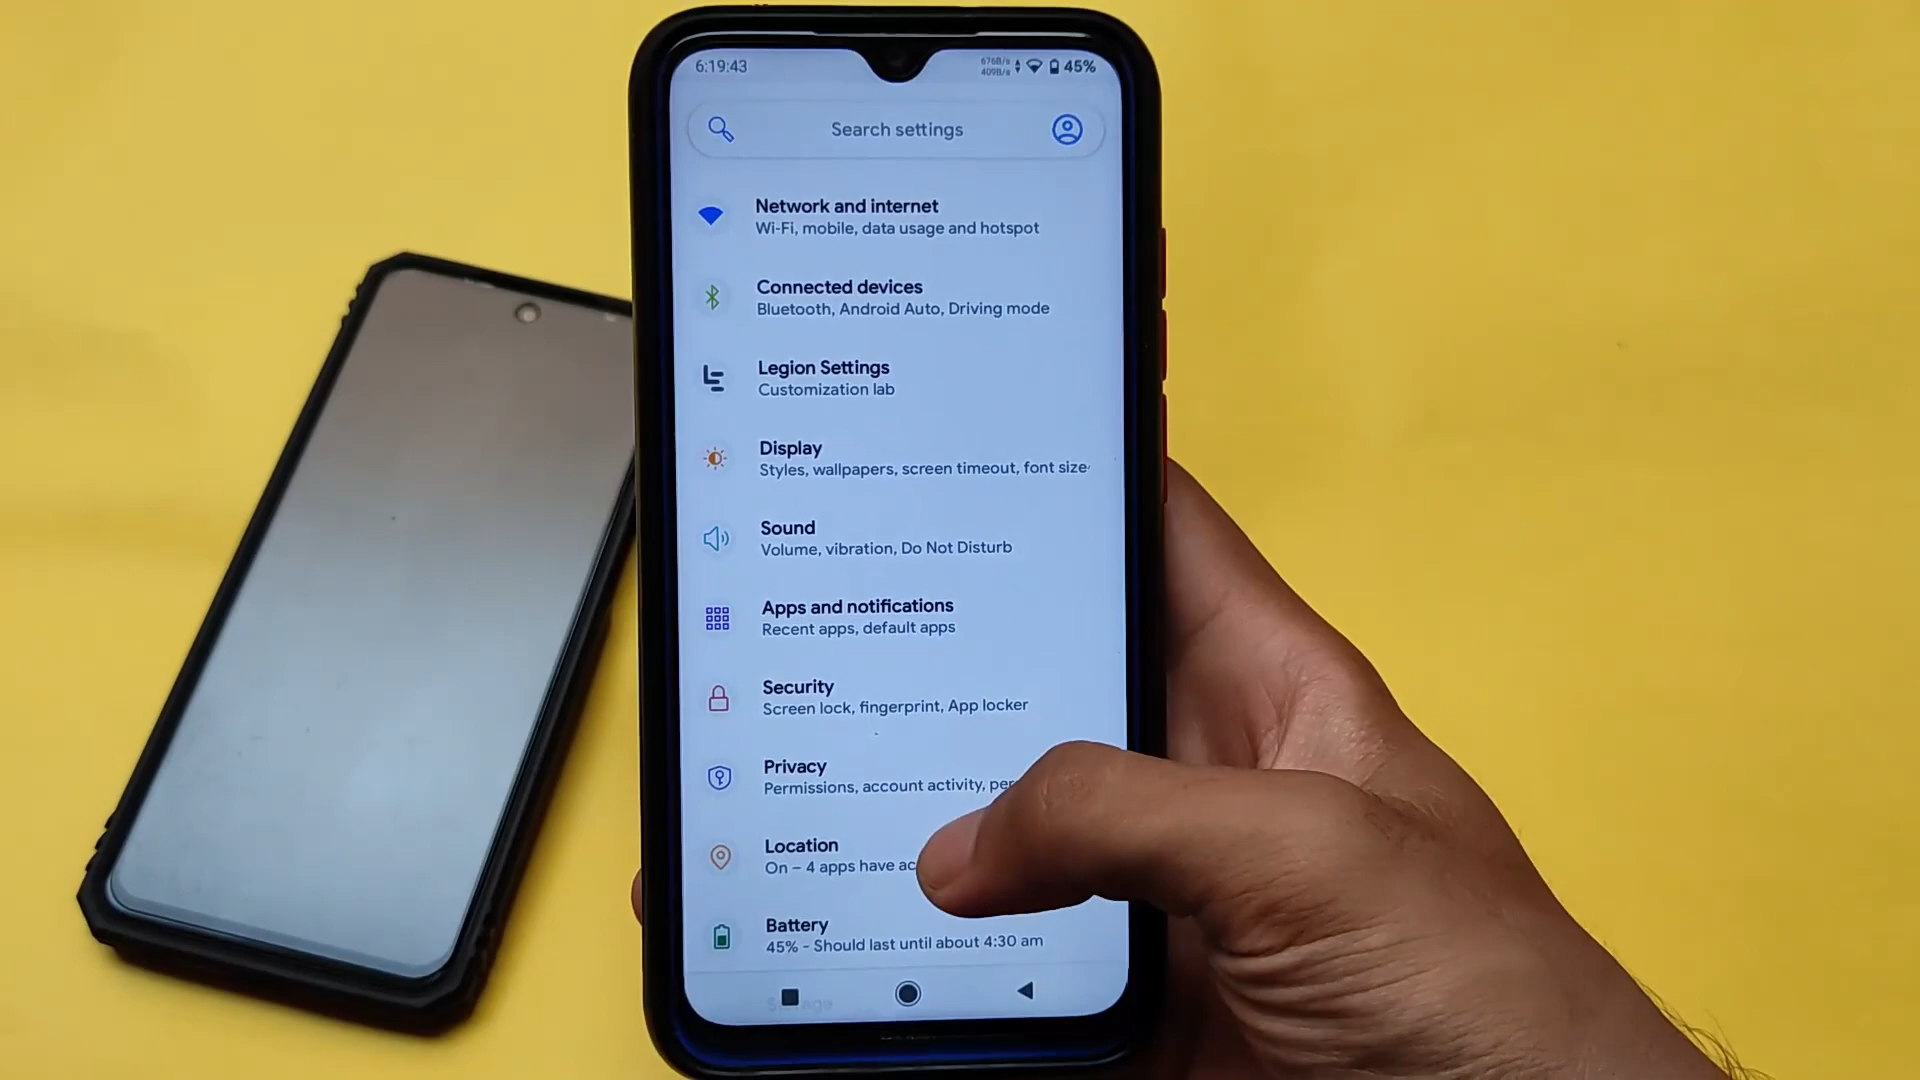 6:19:43
676B/s
409B/s
45%
Search settings
Network and internet
Wi-Fi, mobile, data usage and hotspot
Connected devices
Bluetooth, Android Auto, Driving mode
Legion Settings
Customization lab
Display
Styles, wallpapers, screen timeout, font size
Sound
Volume, vibration, Do Not Disturb
Apps and notifications
Recent apps, default apps
Security
Screen lock, fingerprint, App locker
Privacy
Permissions, account activity,
Location
On – 4 apps have
Battery
45% - Should last until about 4:30 am